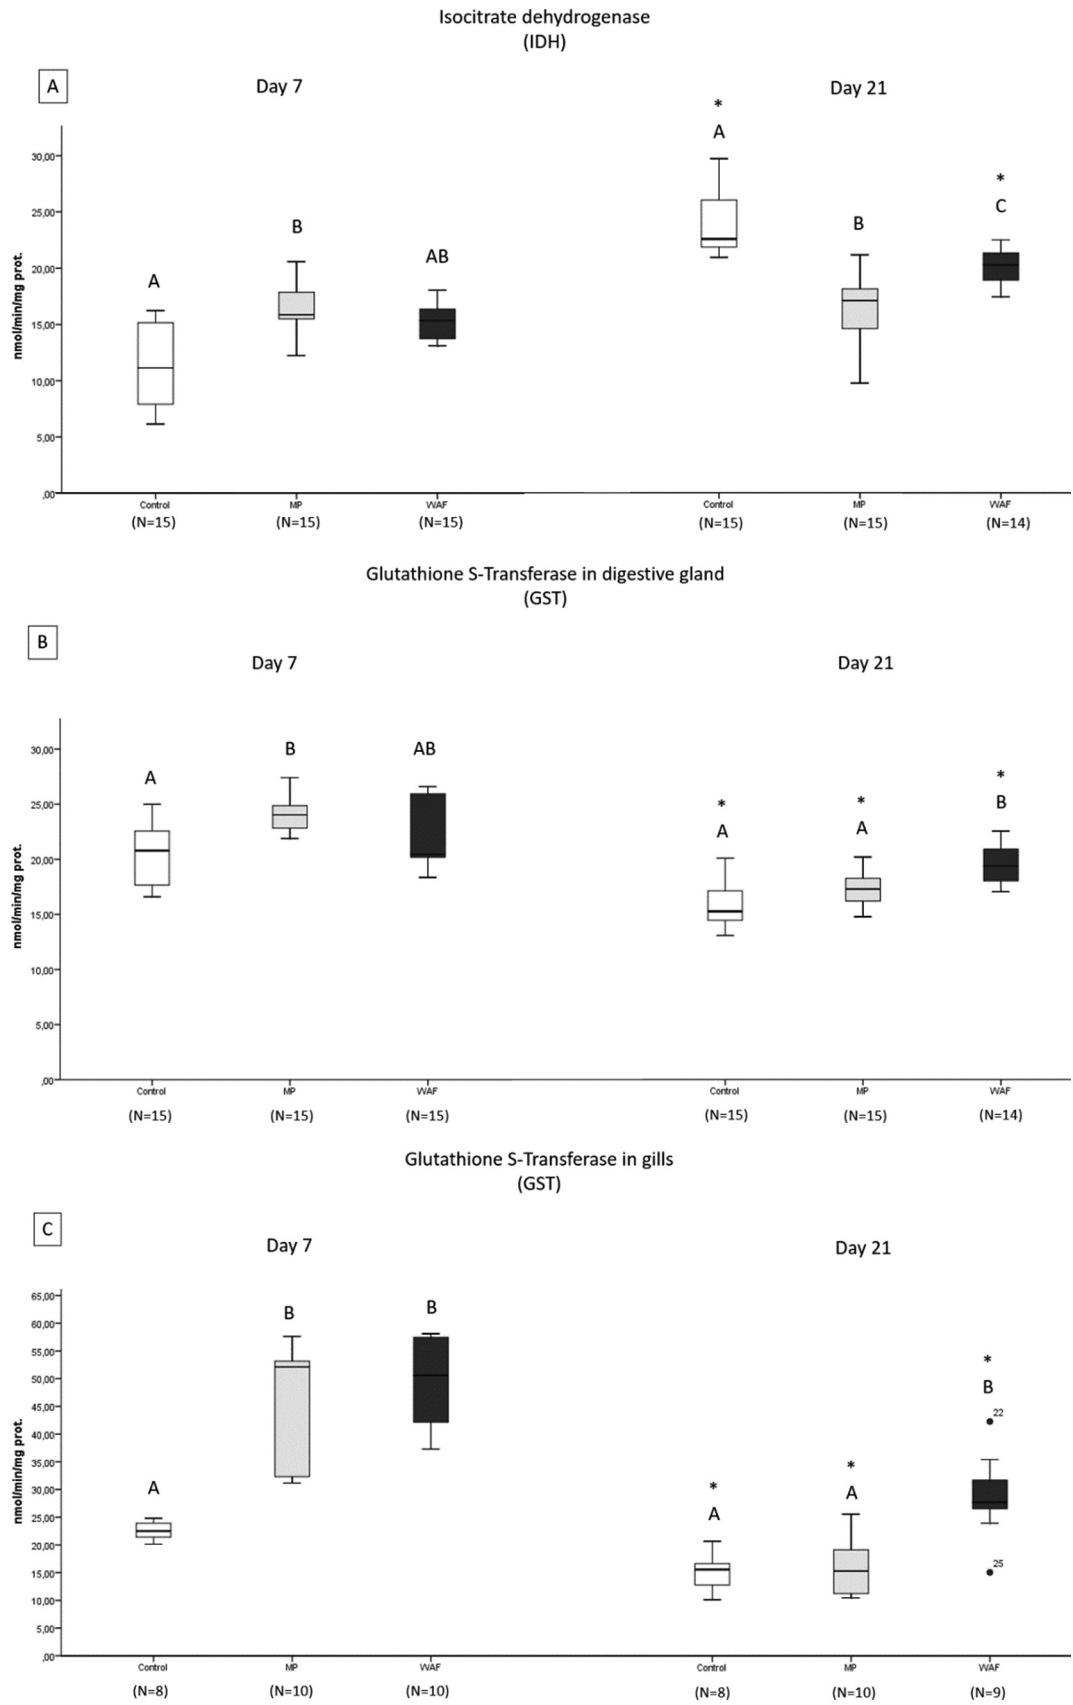 Isocitrate dehydrogenase
(IDH)
A
Day 7
Day 21
*
A
*
C
B
B
AB
A
nmol/min/mg prot.
30,00
25,00
20,00
15,00
10,00
5,00
,00
Control
MP
WAF
Control
MP
WAF
(N=15)
(N=15)
(N=15)
(N=15)
(N=15)
(N=14)
Glutathione S-Transferase in digestive gland
(GST)
B
Day 7
Day 21
A
B
AB
*
A
*
A
*
B
nmol/min/mg prot.
30,00
25,00
20,00
15,00
10,00
5,00
,00
Control
MP
WAF
Control
MP
WAF
(N=15)
(N=15)
(N=15)
(N=15)
(N=15)
(N=14)
Glutathione S-Transferase in gills
(GST)
C
Day 7
Day 21
A
B
B
*
A
*
A
*
B
22
25
nmol/min/mg prot.
65,00
60,00
55,00
50,00
45,00
40,00
35,00
30,00
25,00
20,00
15,00
10,00
5,00
,00
Control
MP
WAF
Control
MP
WAF
(N=8)
(N=10)
(N=10)
(N=8)
(N=10)
(N=9)